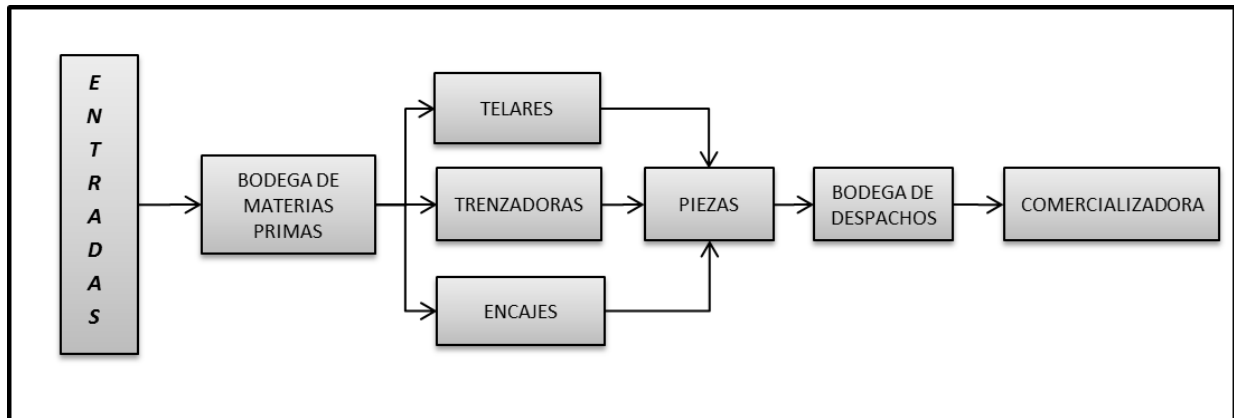 E
N
T
R
A
D
A
S
BODEGA DE
MATERIAS
PRIMAS
TELARES
TRENZADORAS
ENCAJES
PIEZAS
BODEGA DE
DESPACHOS
COMERCIALIZADORA